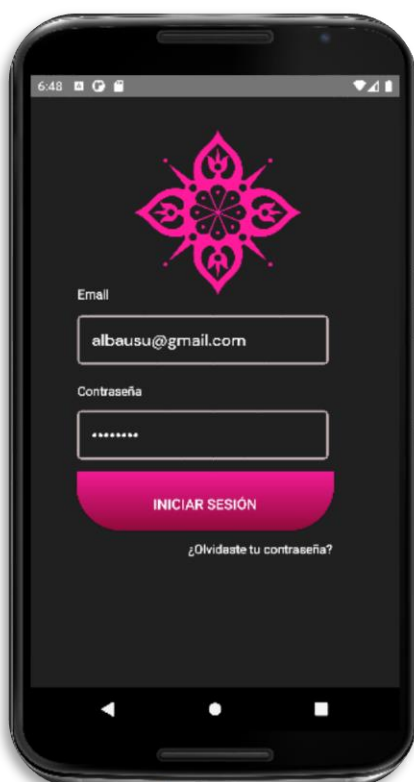 6:48
Email
albausu@gmail.com
Contraseña
••••••••
INICIAR SESIÓN
¿Olvidaste tu contraseña?